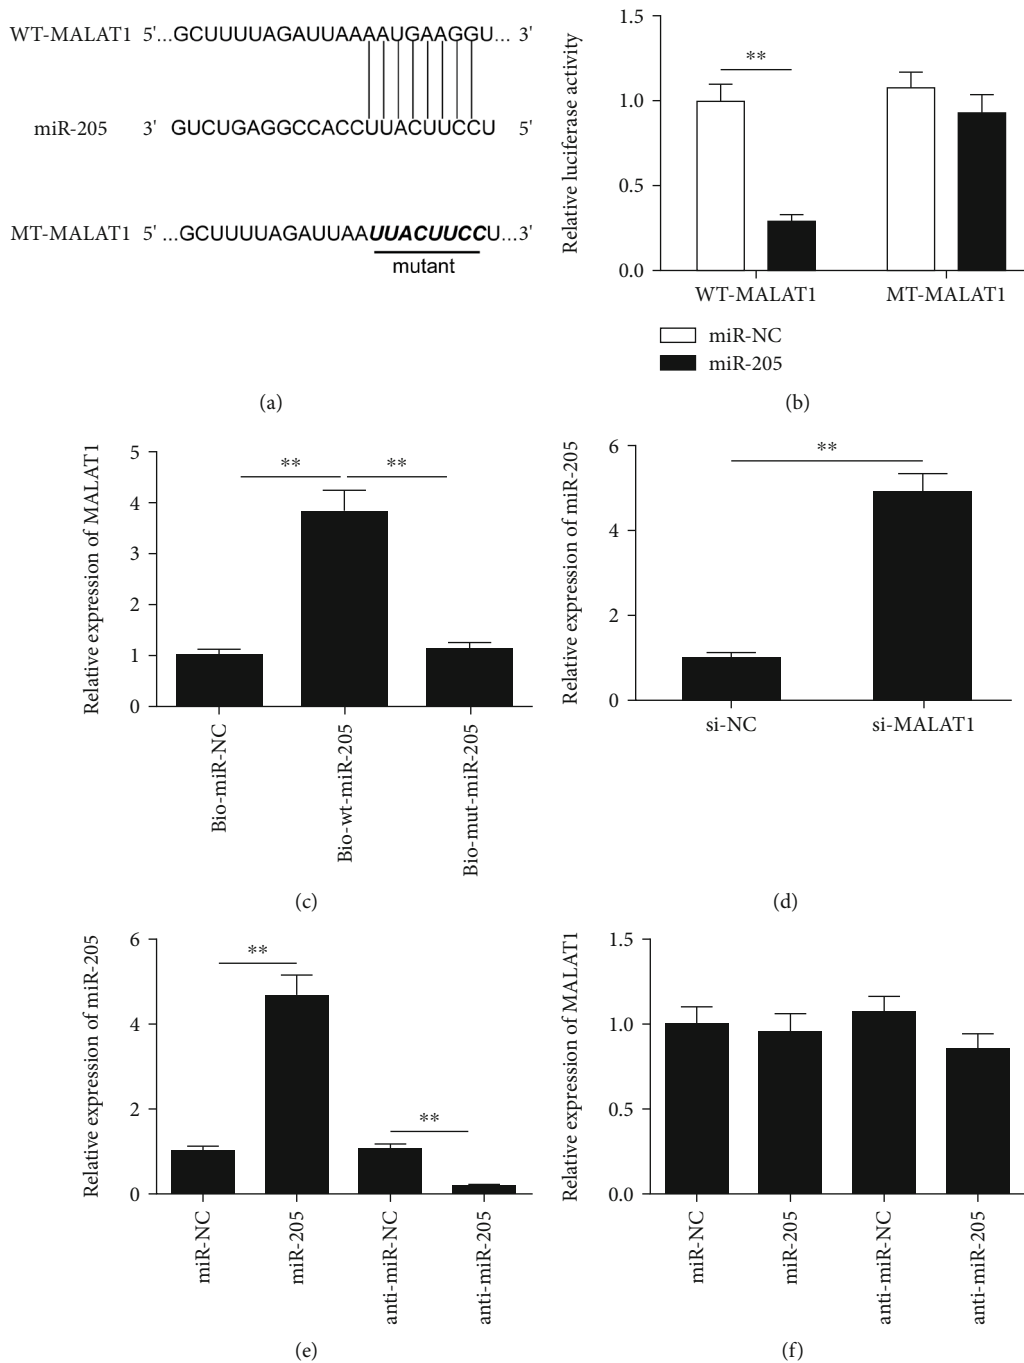 WT-MALAT1 5'...GCUUUUAGAUUAAAAUGAAGGU... 3'
miR-205 3' GUCUGAGGCCACCUUACUUCCU 5'
MT-MALAT1 5' ...GCUUUUAGAUUAAUUACUUCCU...3'
mutant
(a)
Relative luciferase activity
1.5
1.0
0.5
0.0
**
WT-MALAT1 MT-MALAT1
miR-NC
miR-205
(b)
Relative expression of MALAT1
5
4
3
2
1
0
** **
Bio-miR-NC
Bio-wt-miR-205
Bio-mut-miR-205
(c)
Relative expression of miR-205
6
4
2
0
**
si-NC si-MALAT1
(d)
Relative expression of miR-205
6
4
2
0
**
**
miR-NC
miR-205
anti-miR-NC
anti-miR-205
(e)
Relative expression of MALAT1
1.5
1.0
0.5
0.0
miR-NC
miR-205
anti-miR-NC
anti-miR-205
(f)